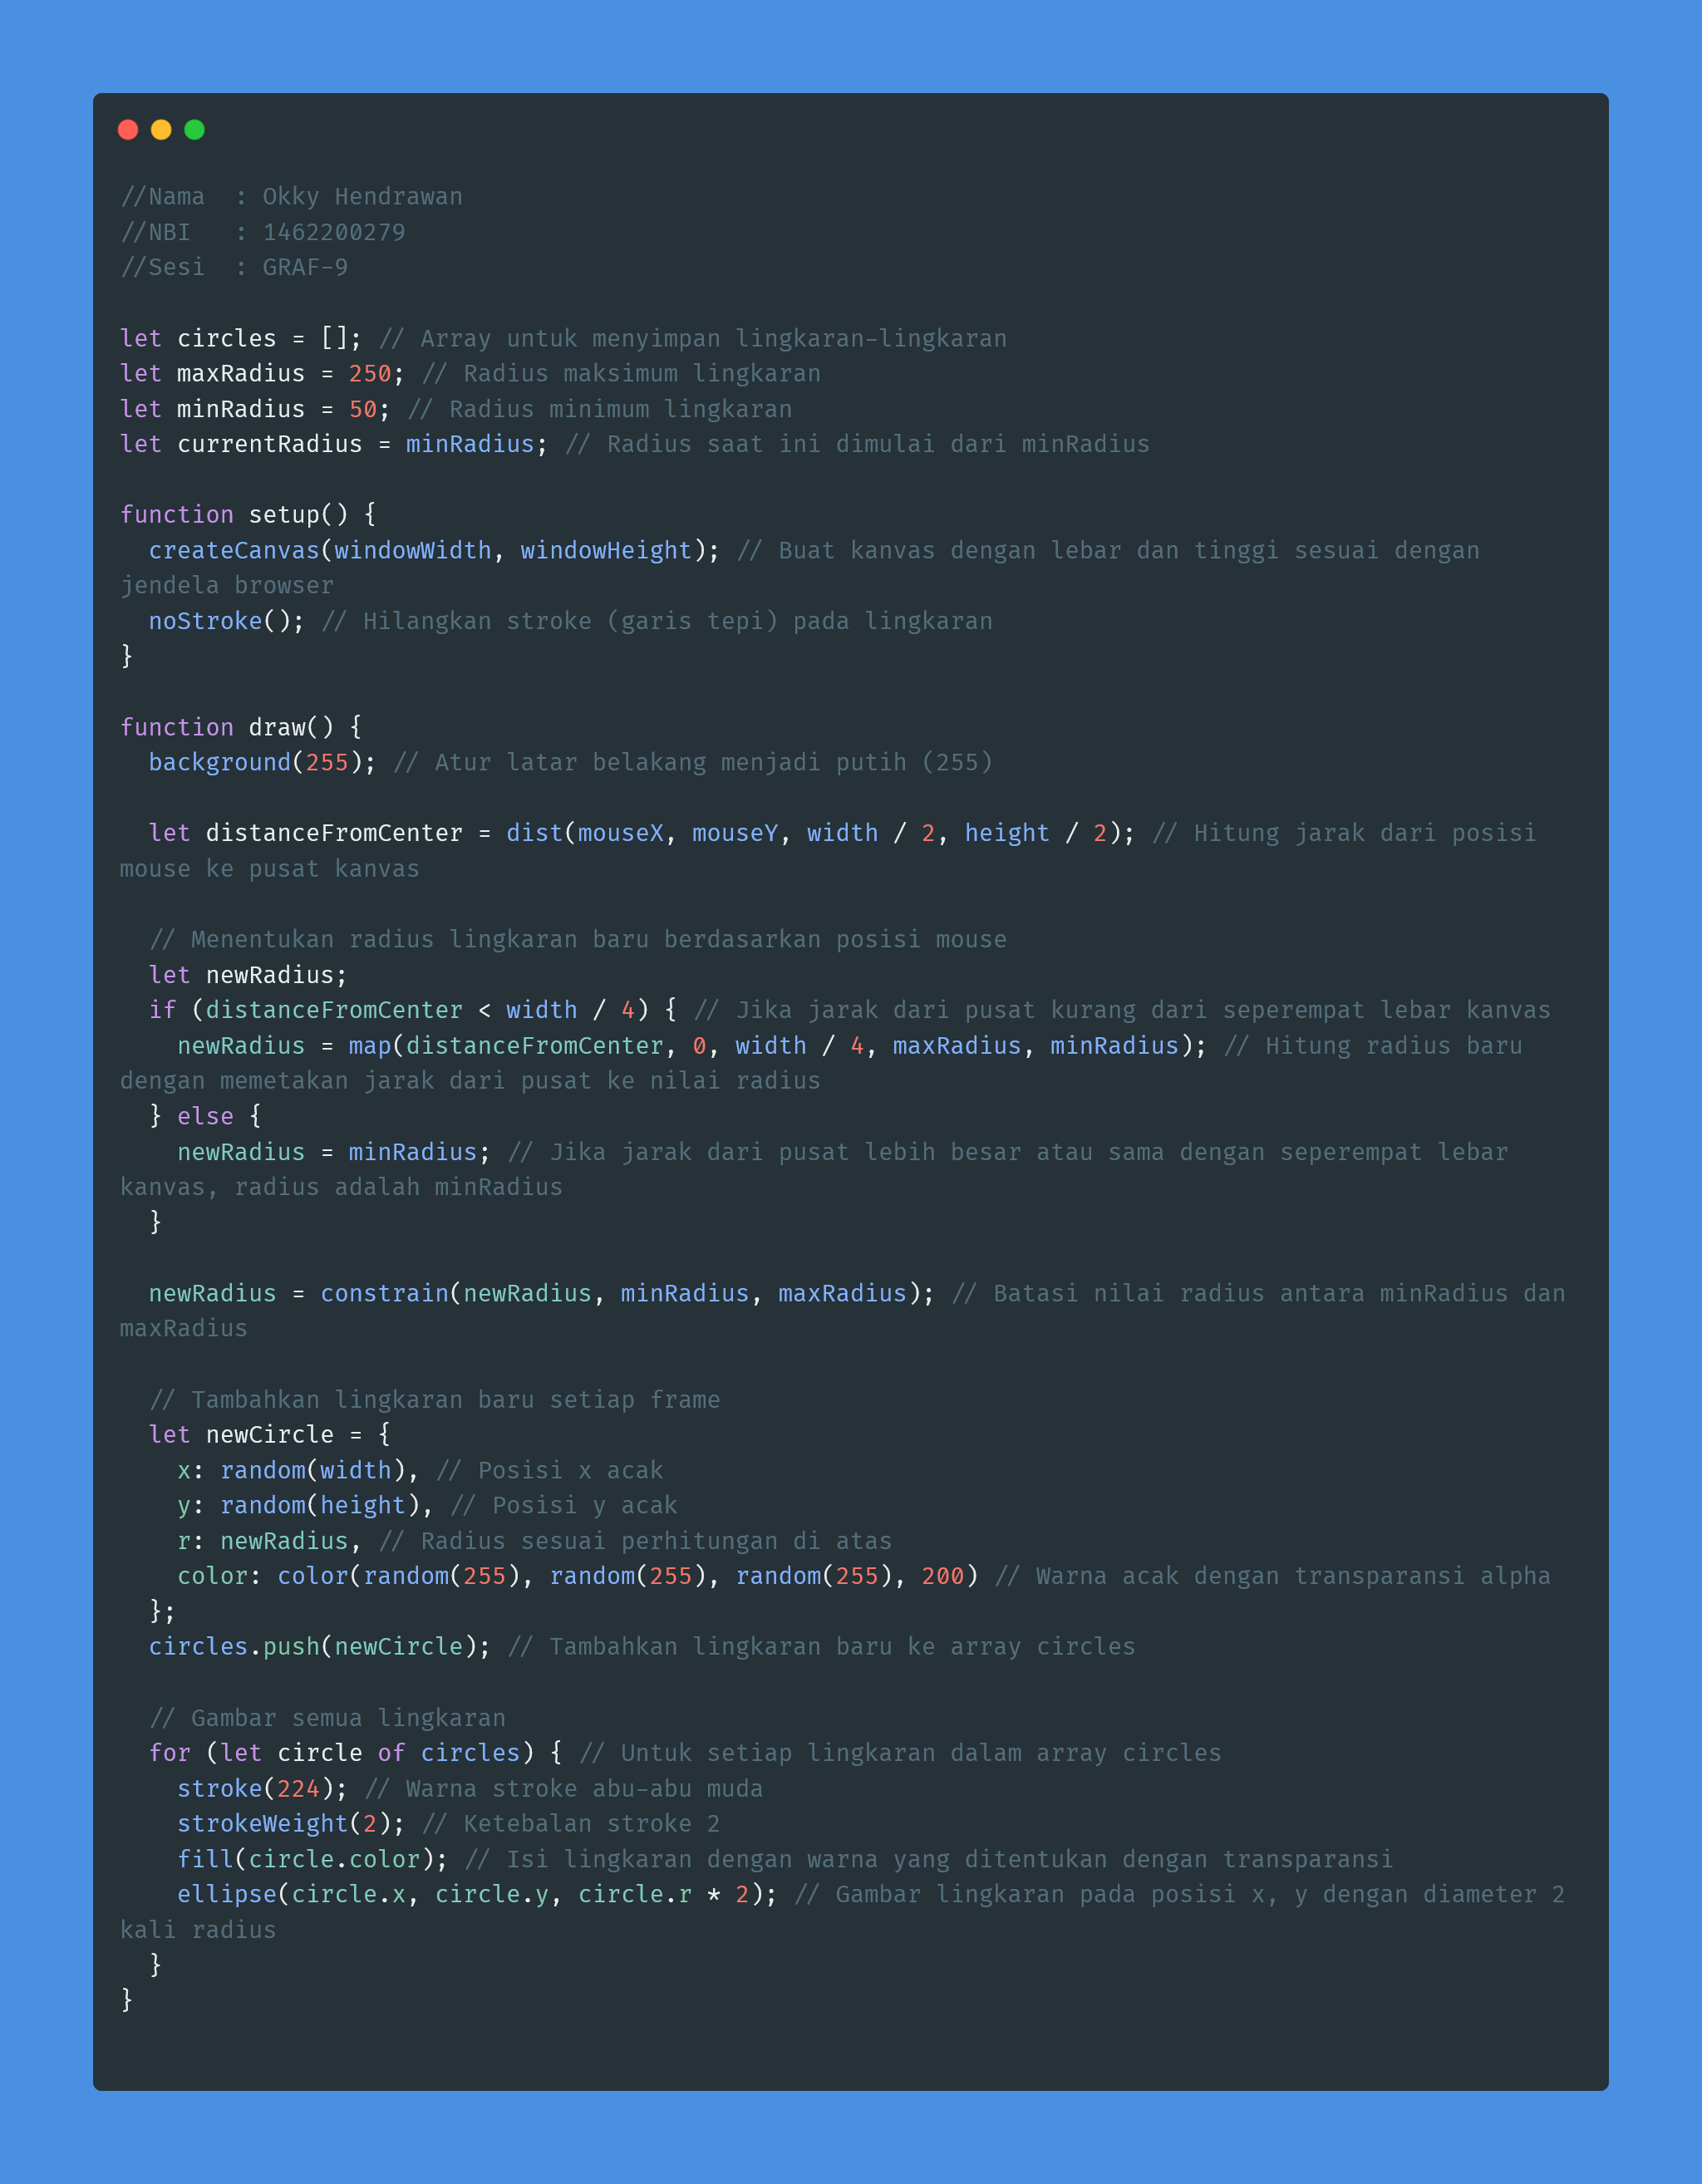 //Nama  : Okky Hendrawan
//NBI   : 1462200279
//Sesi  : GRAF-9

let circles = []; // Array untuk menyimpan lingkaran-lingkaran
let maxRadius = 250; // Radius maksimum lingkaran
let minRadius = 50; // Radius minimum lingkaran
let currentRadius = minRadius; // Radius saat ini dimulai dari minRadius

function setup() {
  createCanvas(windowWidth, windowHeight); // Buat kanvas dengan lebar dan tinggi sesuai dengan
jendela browser
  noStroke(); // Hilangkan stroke (garis tepi) pada lingkaran
}

function draw() {
  background(255); // Atur latar belakang menjadi putih (255)

  let distanceFromCenter = dist(mouseX, mouseY, width / 2, height / 2); // Hitung jarak dari posisi
mouse ke pusat kanvas

  // Menentukan radius lingkaran baru berdasarkan posisi mouse
  let newRadius;
  if (distanceFromCenter < width / 4) { // Jika jarak dari pusat kurang dari seperempat lebar kanvas
    newRadius = map(distanceFromCenter, 0, width / 4, maxRadius, minRadius); // Hitung radius baru
dengan memetakan jarak dari pusat ke nilai radius
  } else {
    newRadius = minRadius; // Jika jarak dari pusat lebih besar atau sama dengan seperempat lebar
kanvas, radius adalah minRadius
  }

  newRadius = constrain(newRadius, minRadius, maxRadius); // Batasi nilai radius antara minRadius dan
maxRadius

  // Tambahkan lingkaran baru setiap frame
  let newCircle = {
    x: random(width), // Posisi x acak
    y: random(height), // Posisi y acak
    r: newRadius, // Radius sesuai perhitungan di atas
    color: color(random(255), random(255), random(255), 200) // Warna acak dengan transparansi alpha
  };
  circles.push(newCircle); // Tambahkan lingkaran baru ke array circles

  // Gambar semua lingkaran
  for (let circle of circles) { // Untuk setiap lingkaran dalam array circles
    stroke(224); // Warna stroke abu-abu muda
    strokeWeight(2); // Ketebalan stroke 2
    fill(circle.color); // Isi lingkaran dengan warna yang ditentukan dengan transparansi
    ellipse(circle.x, circle.y, circle.r * 2); // Gambar lingkaran pada posisi x, y dengan diameter 2
kali radius
  }
}